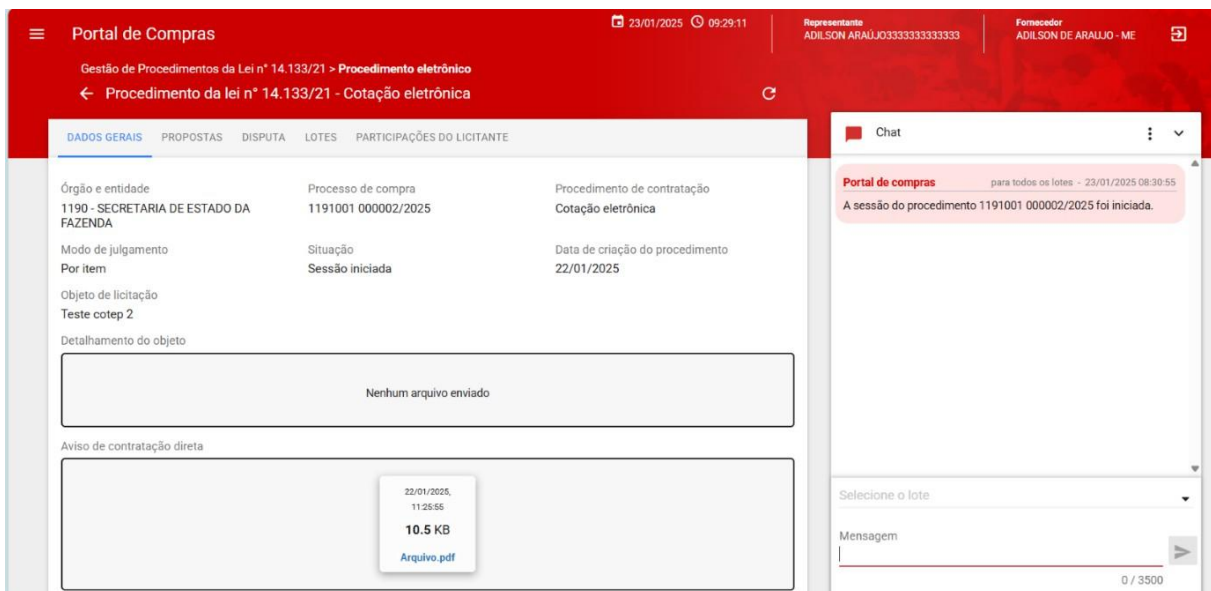 Portal de Compras
23/01/2025 09:29:11
Representante
ADILSON ARAÚJO3333333333333
Fornecedor
ADILSON DE ARAUJO - ME
Gestão de Procedimentos da Lei n° 14.133/21 > Procedimento eletrônico
Procedimento da lei n° 14.133/21 - Cotação eletrônica
DADOS GERAIS PROPOSTAS DISPUTA LOTES PARTICIPAÇÕES DO LICITANTE
Órgão e entidade
1190 - SECRETARIA DE ESTADO DA
FAZENDA
Processo de compra
1191001 000002/2025
Procedimento de contratação
Cotação eletrônica
Modo de julgamento
Por item
Situação
Sessão iniciada
Data de criação do procedimento
22/01/2025
Objeto de licitação
Teste cotep 2
Detalhamento do objeto
Nenhum arquivo enviado
Aviso de contratação direta
22/01/2025,
11:25:55
10.5 KB
Arquivo.pdf
Chat
Portal de compras para todos os lotes - 23/01/2025 08:30:55
A sessão do procedimento 1191001 000002/2025 foi iniciada.
Selecione o lote
Mensagem
0 / 3500